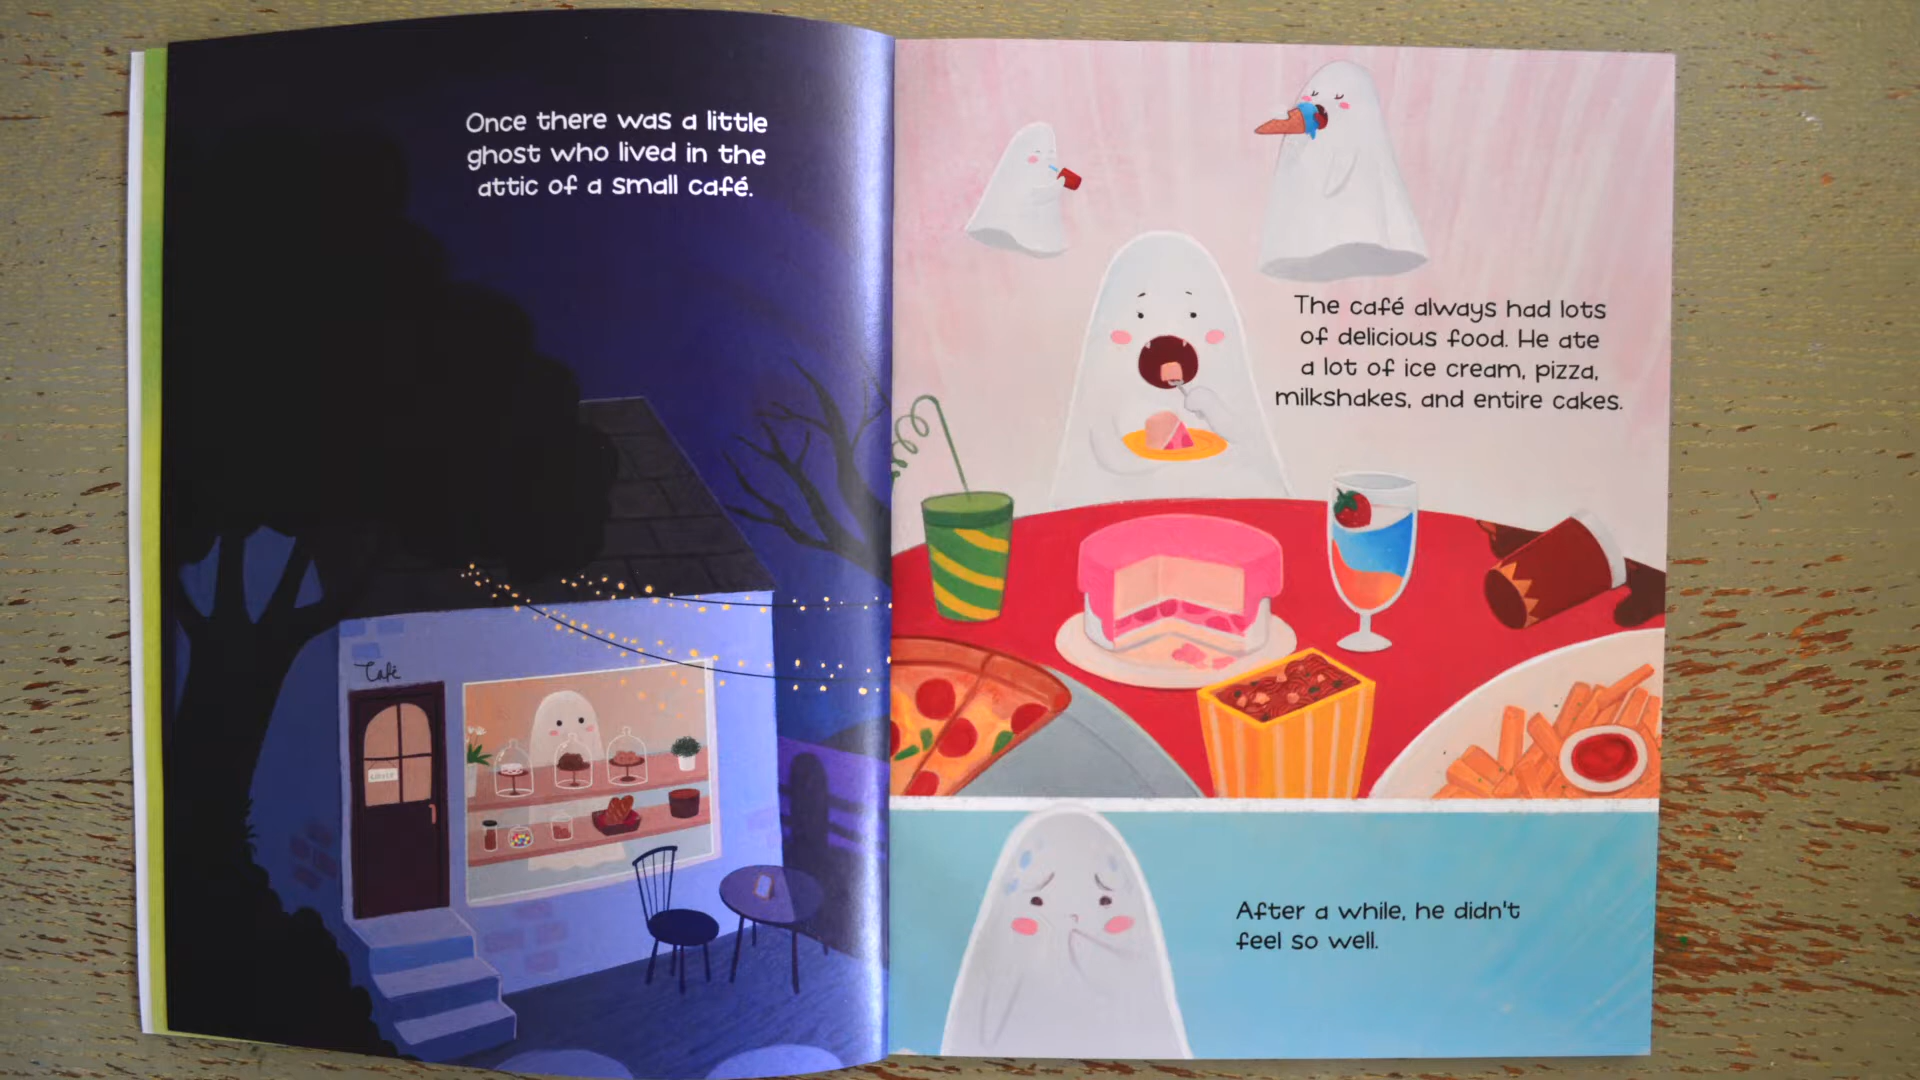 Once there was a little
ghost who lived in the
attic of a small café.
Café
CLOSED
The café always had lots
of delicious food. He ate
a lot of ice cream, pizza,
milkshakes, and entire cakes.
After a while, he didn't
feel so well.